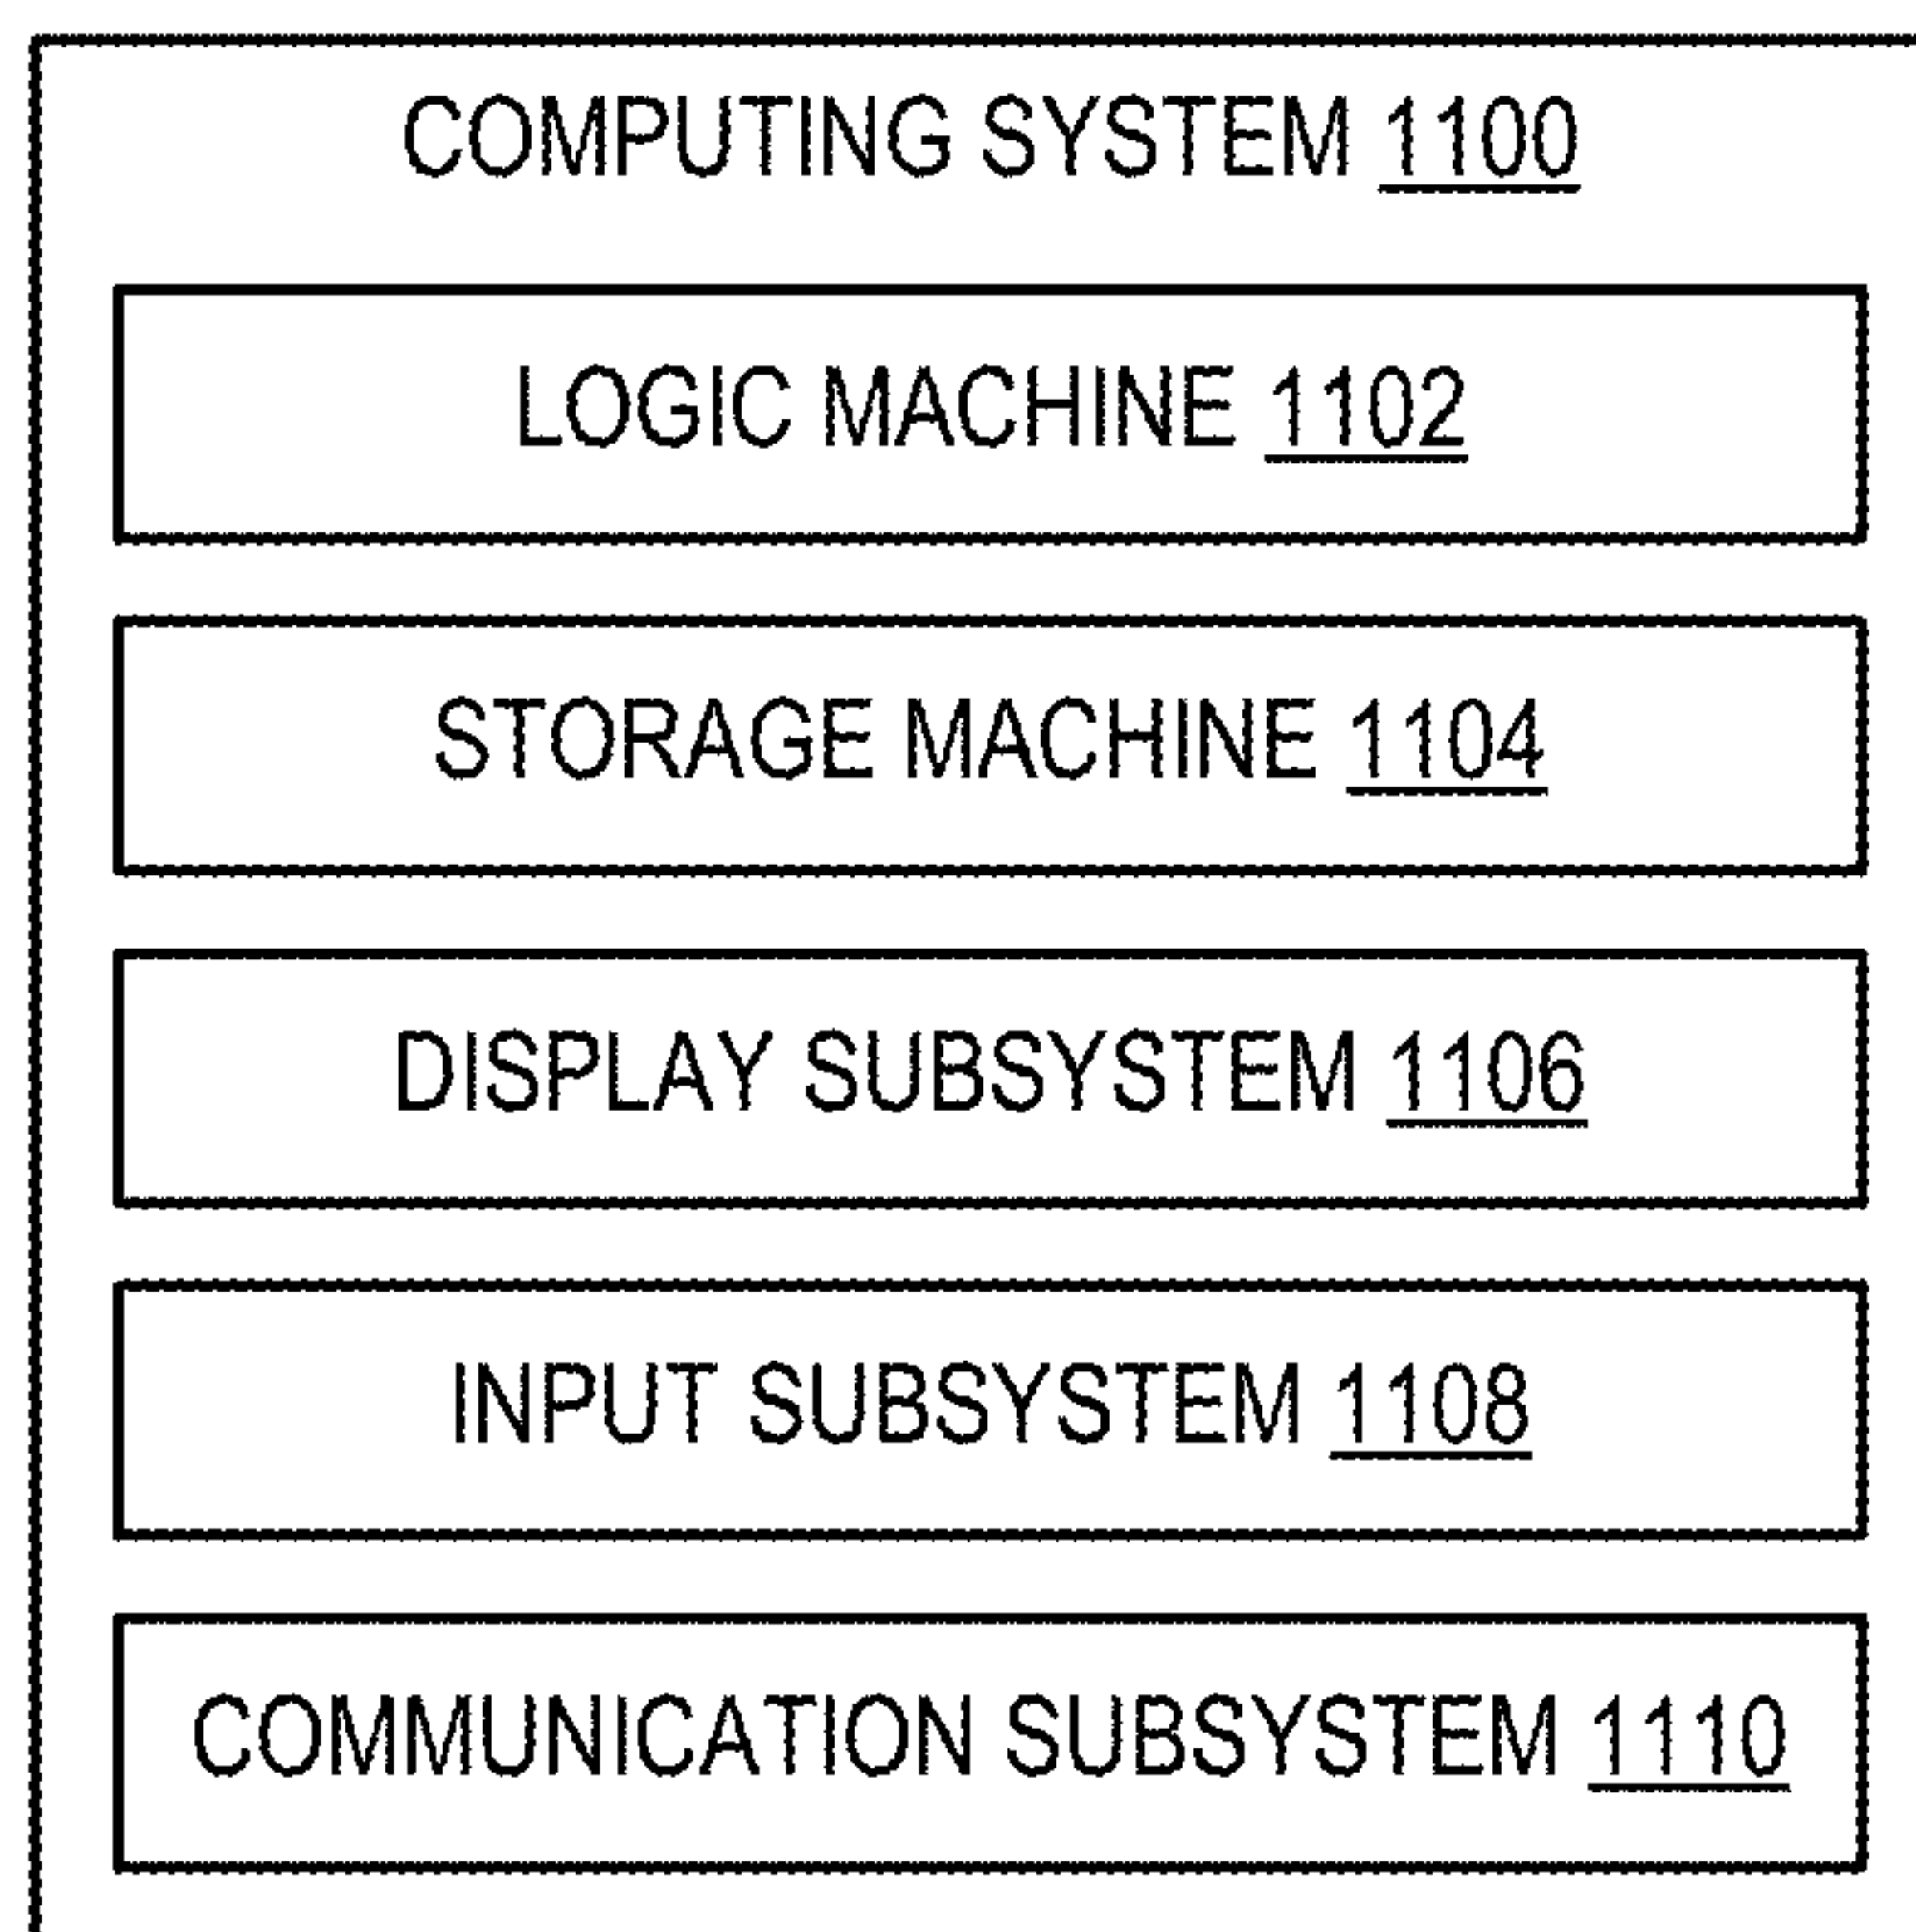 COMPUTING SYSTEM 1100
LOGIC MACHINE 1102
STORAGE MACHINE 1104
DISPLAY SUBSYSTEM 1106
INPUT SUBSYSTEM 1108
COMMUNICATION SUBSYSTEM 1110